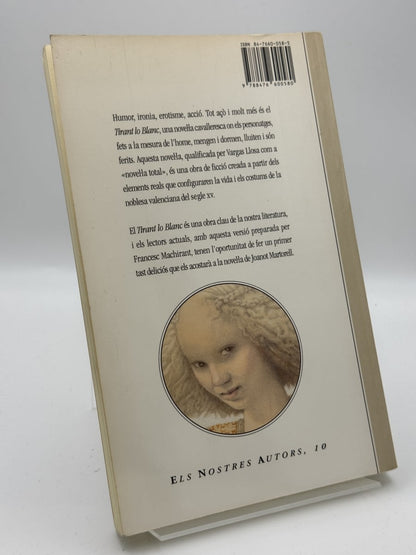 ISBN 84-7660-058-5
9 788476 600580
Humor, ironia, erotisme, acció. Tot açò i molt més és el
Tirant lo Blanc, una novel·la cavalleresca on els personatges,
fets a la mesura de l'home, mengen i dormen, lluiten i són
ferits. Aquesta novel·la, qualificada per Vargas Llosa com a
«novel·la total», és una obra de ficció creada a partir dels
elements reals que configuraren la vida i els costums de la
noblesa valenciana del segle XV.
El Tirant lo Blanc és una obra clau de la nostra literatura,
i els lectors actuals, amb aquesta versió preparada per
Francesc Machirant, tenen l'oportunitat de fer un primer
tast deliciós que els acostarà a la novel·la de Joanot Martorell.
ELS NOSTRES AUTORS, 10